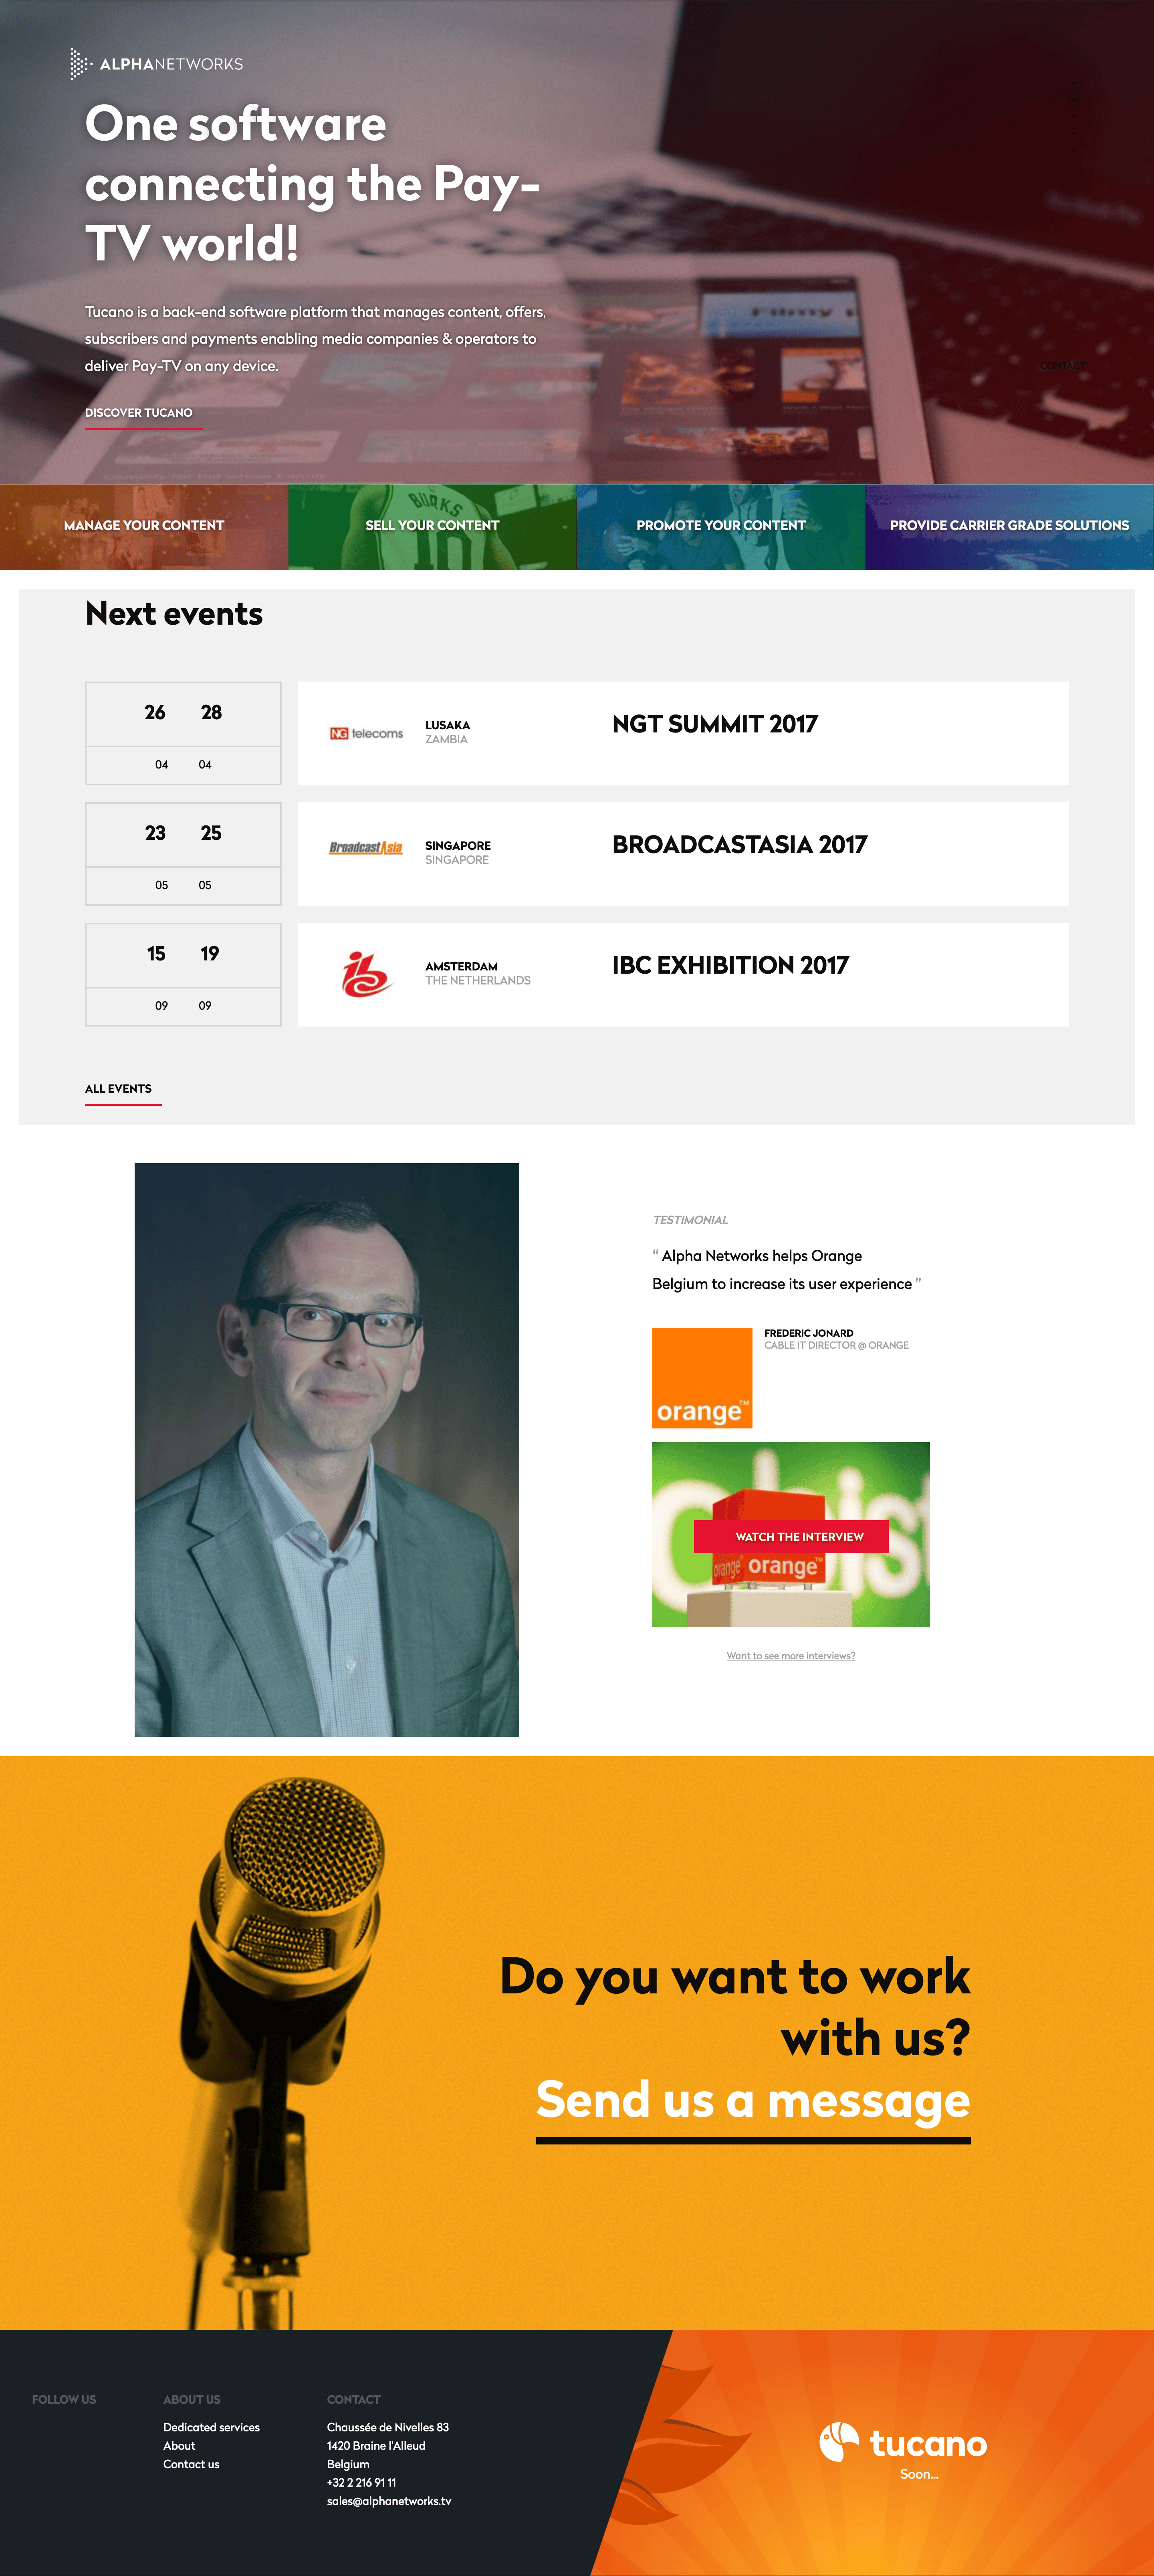 ALPHANETWORKS
One software
connecting the Pay-
TV world!
Tucano is a back-end software platform that manages content, offers,
subscribers and payments enabling media companies & operators to
deliver Pay-TV on any device.
CONTACT
DISCOVER TUCANO
BURKS
MANAGE YOUR CONTENT
SELL YOUR CONTENT
PROMOTE YOUR CONTENT
PROVIDE CARRIER GRADE SOLUTIONS
Next events
26 28
04 04
NG telecoms
LUSAKA
ZAMBIA
NGT SUMMIT 2017
23 25
05 05
BroadcastAsia
SINGAPORE
SINGAPORE
BROADCASTASIA 2017
15 19
09 09
AMSTERDAM
THE NETHERLANDS
IBC EXHIBITION 2017
ALL EVENTS
TESTIMONIAL
“ Alpha Networks helps Orange
Belgium to increase its user experience ”
orange™
FREDERIC JONARD
CABLE IT DIRECTOR @ ORANGE
WATCH THE INTERVIEW
orange orange™
Want to see more interviews?
Do you want to work
with us?
Send us a message
FOLLOW US
ABOUT US
Dedicated services
About
Contact us
CONTACT
Chaussée de Nivelles 83
1420 Braine l'Alleud
Belgium
+32 2 216 91 11
sales@alphanetworks.tv
tucano
Soon...